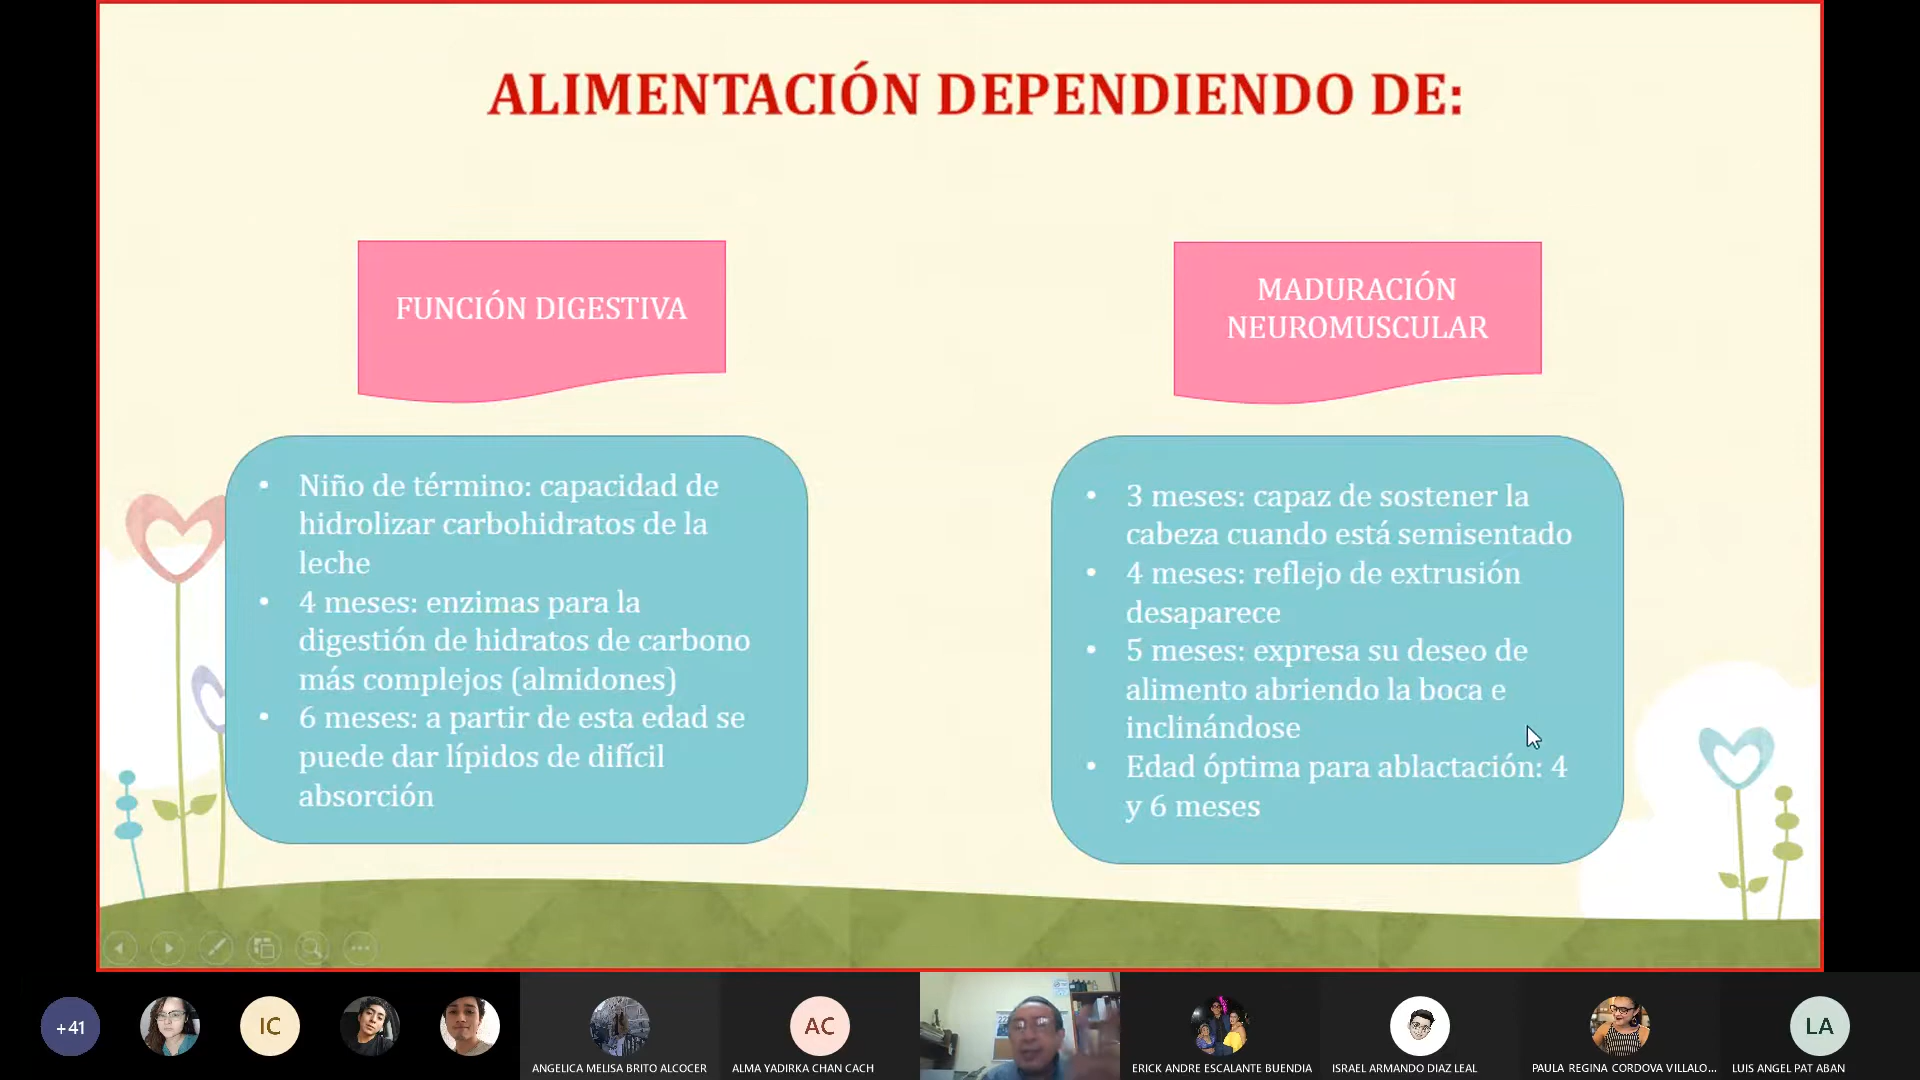 ALIMENTACIÓN DEPENDIENDO DE:
FUNCIÓN DIGESTIVA
• Niño de término: capacidad de
hidrolizar carbohidratos de la
leche
• 4 meses: enzimas para la
digestión de hidratos de carbono
más complejos (almidones)
• 6 meses: a partir de esta edad se
puede dar lípidos de difícil
absorción
MADURACIÓN
NEUROMUSCULAR
• 3 meses: capaz de sostener la
cabeza cuando está semisentado
• 4 meses: reflejo de extrusión
desaparece
• 5 meses: expresa su deseo de
alimento abriendo la boca e
inclinándose
• Edad óptima para ablactación: 4
y 6 meses
+41
IC
AC
LA
ANGELICA MELISA BRITO ALCOCER
ALMA YADIRKA CHAN CACH
ERICK ANDRE ESCALANTE BUENDIA
ISRAEL ARMANDO DIAZ LEAL
PAULA REGINA CORDOVA VILLALO...
LUIS ANGEL PAT ABAN